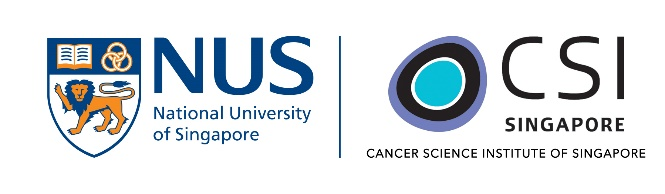 NUS
National University
of Singapore
CSI
SINGAPORE
CANCER SCIENCE INSTITUTE OF SINGAPORE